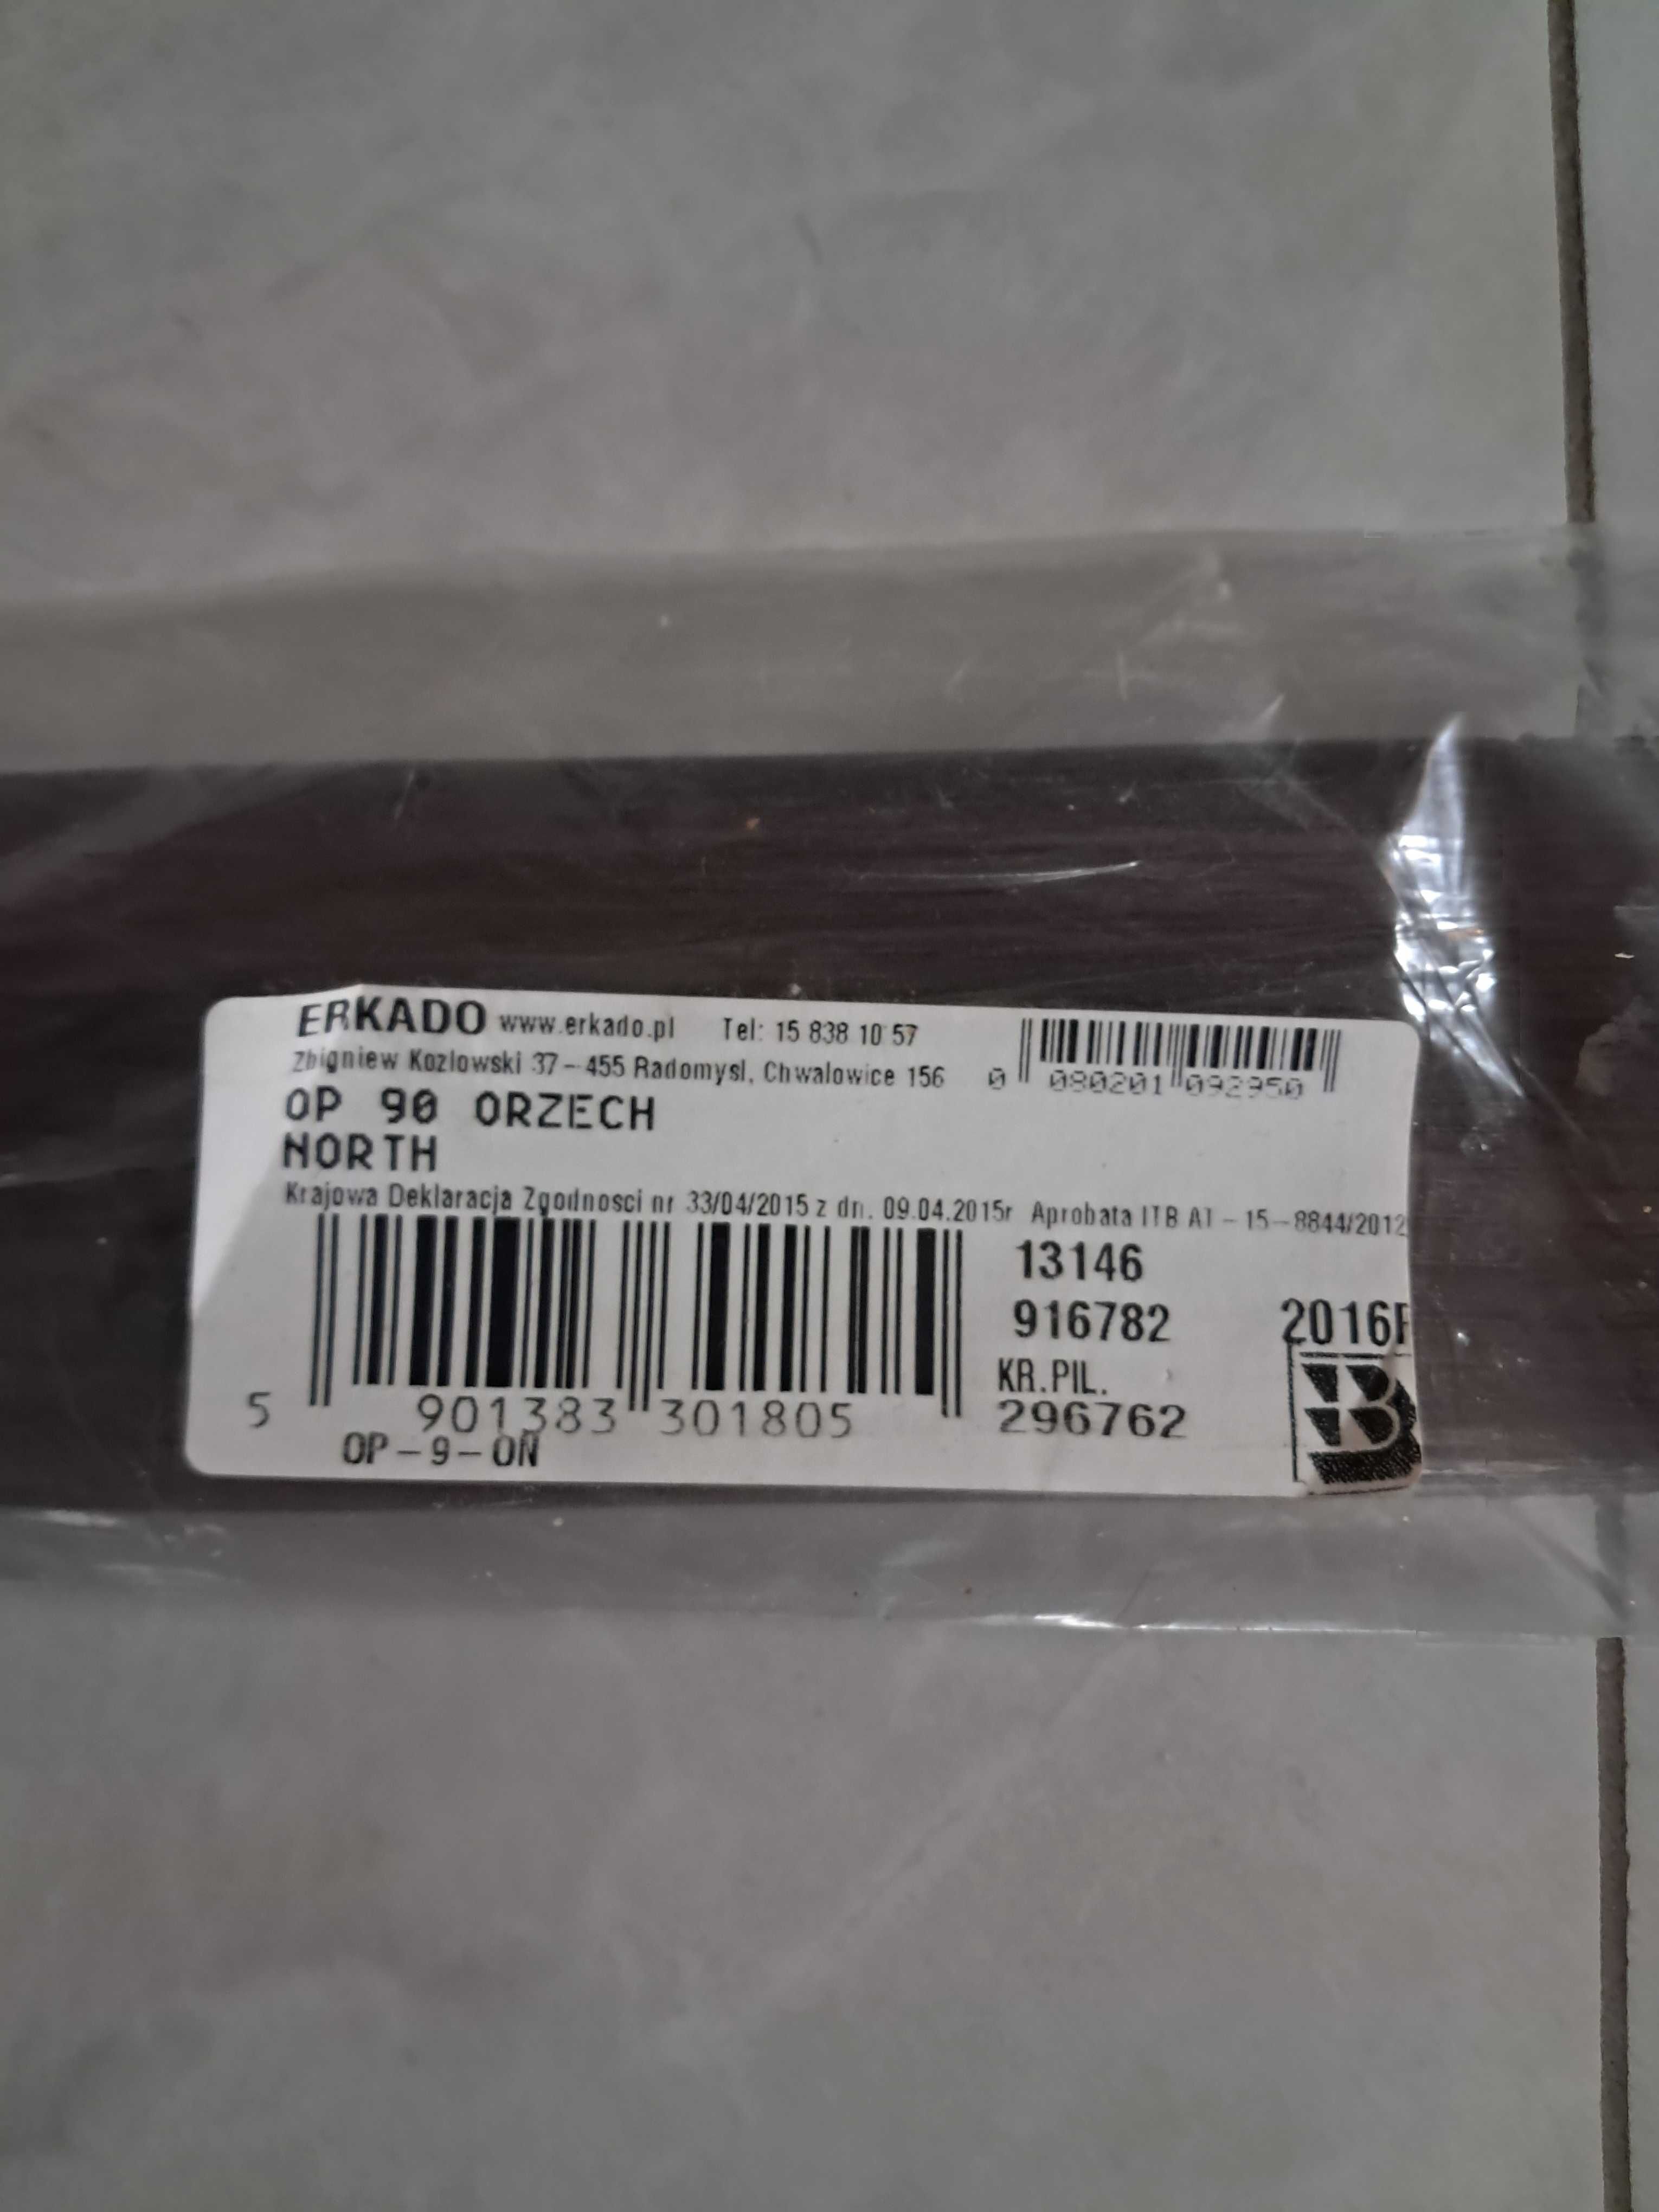 ERKADO www.erkado.pl Tel: 15 838 10 57
Zbigniew Kozlowski 37-455 Radomysl, Chwalowice 156
0 080201 092950
OP 90 ORZECH
NORTH
Krajowa Deklaracja Zgodnosci nr 33/04/2015 z dn. 09.04.2015r Aprobata ITB AT-15-8844/2012
13146
916782 2016R
KR.PIL.
296762
5 901383 301805
OP-9-ON
B